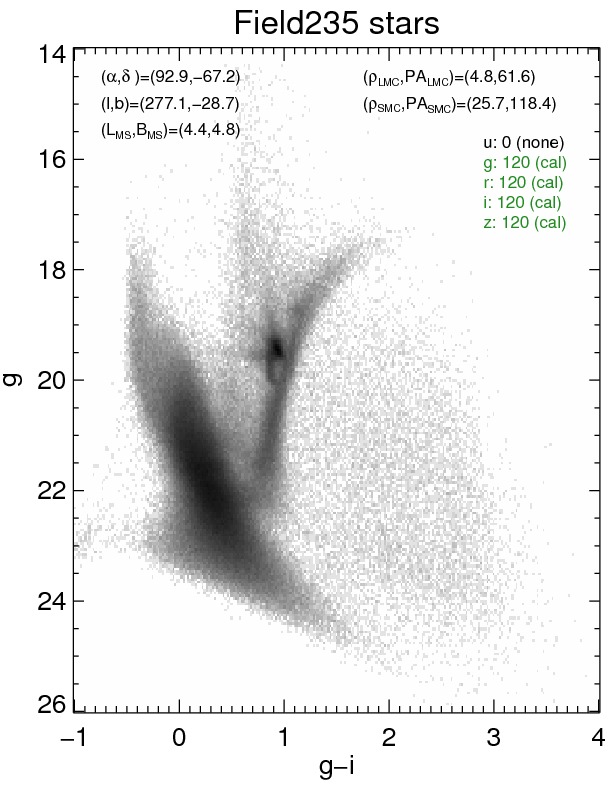 Field235 stars
14
(α,δ )=(92.9,−67.2)
(ρLMC,PALMC)=(4.8,61.6)
(l,b)=(277.1,−28.7)
(ρSMC,PASMC)=(25.7,118.4)
(LMS,BMS)=(4.4,4.8)
u: 0 (none)
16
g: 120 (cal)
r: 120 (cal)
i: 120 (cal)
z: 120 (cal)
18
g
20
22
24
26
−1 0 1 2 3 4
g−i